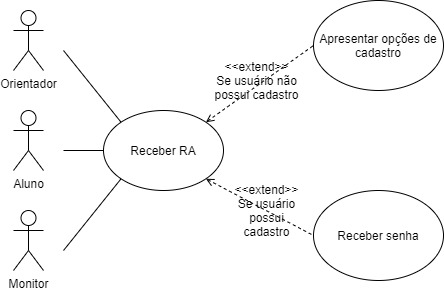 Apresentar opções de
cadastro
<<extend>>
Se usuário não
possui cadastro
Orientador
Receber RA
Aluno
<<extend>>
Se usuário
possui
cadastro
Receber senha
Monitor